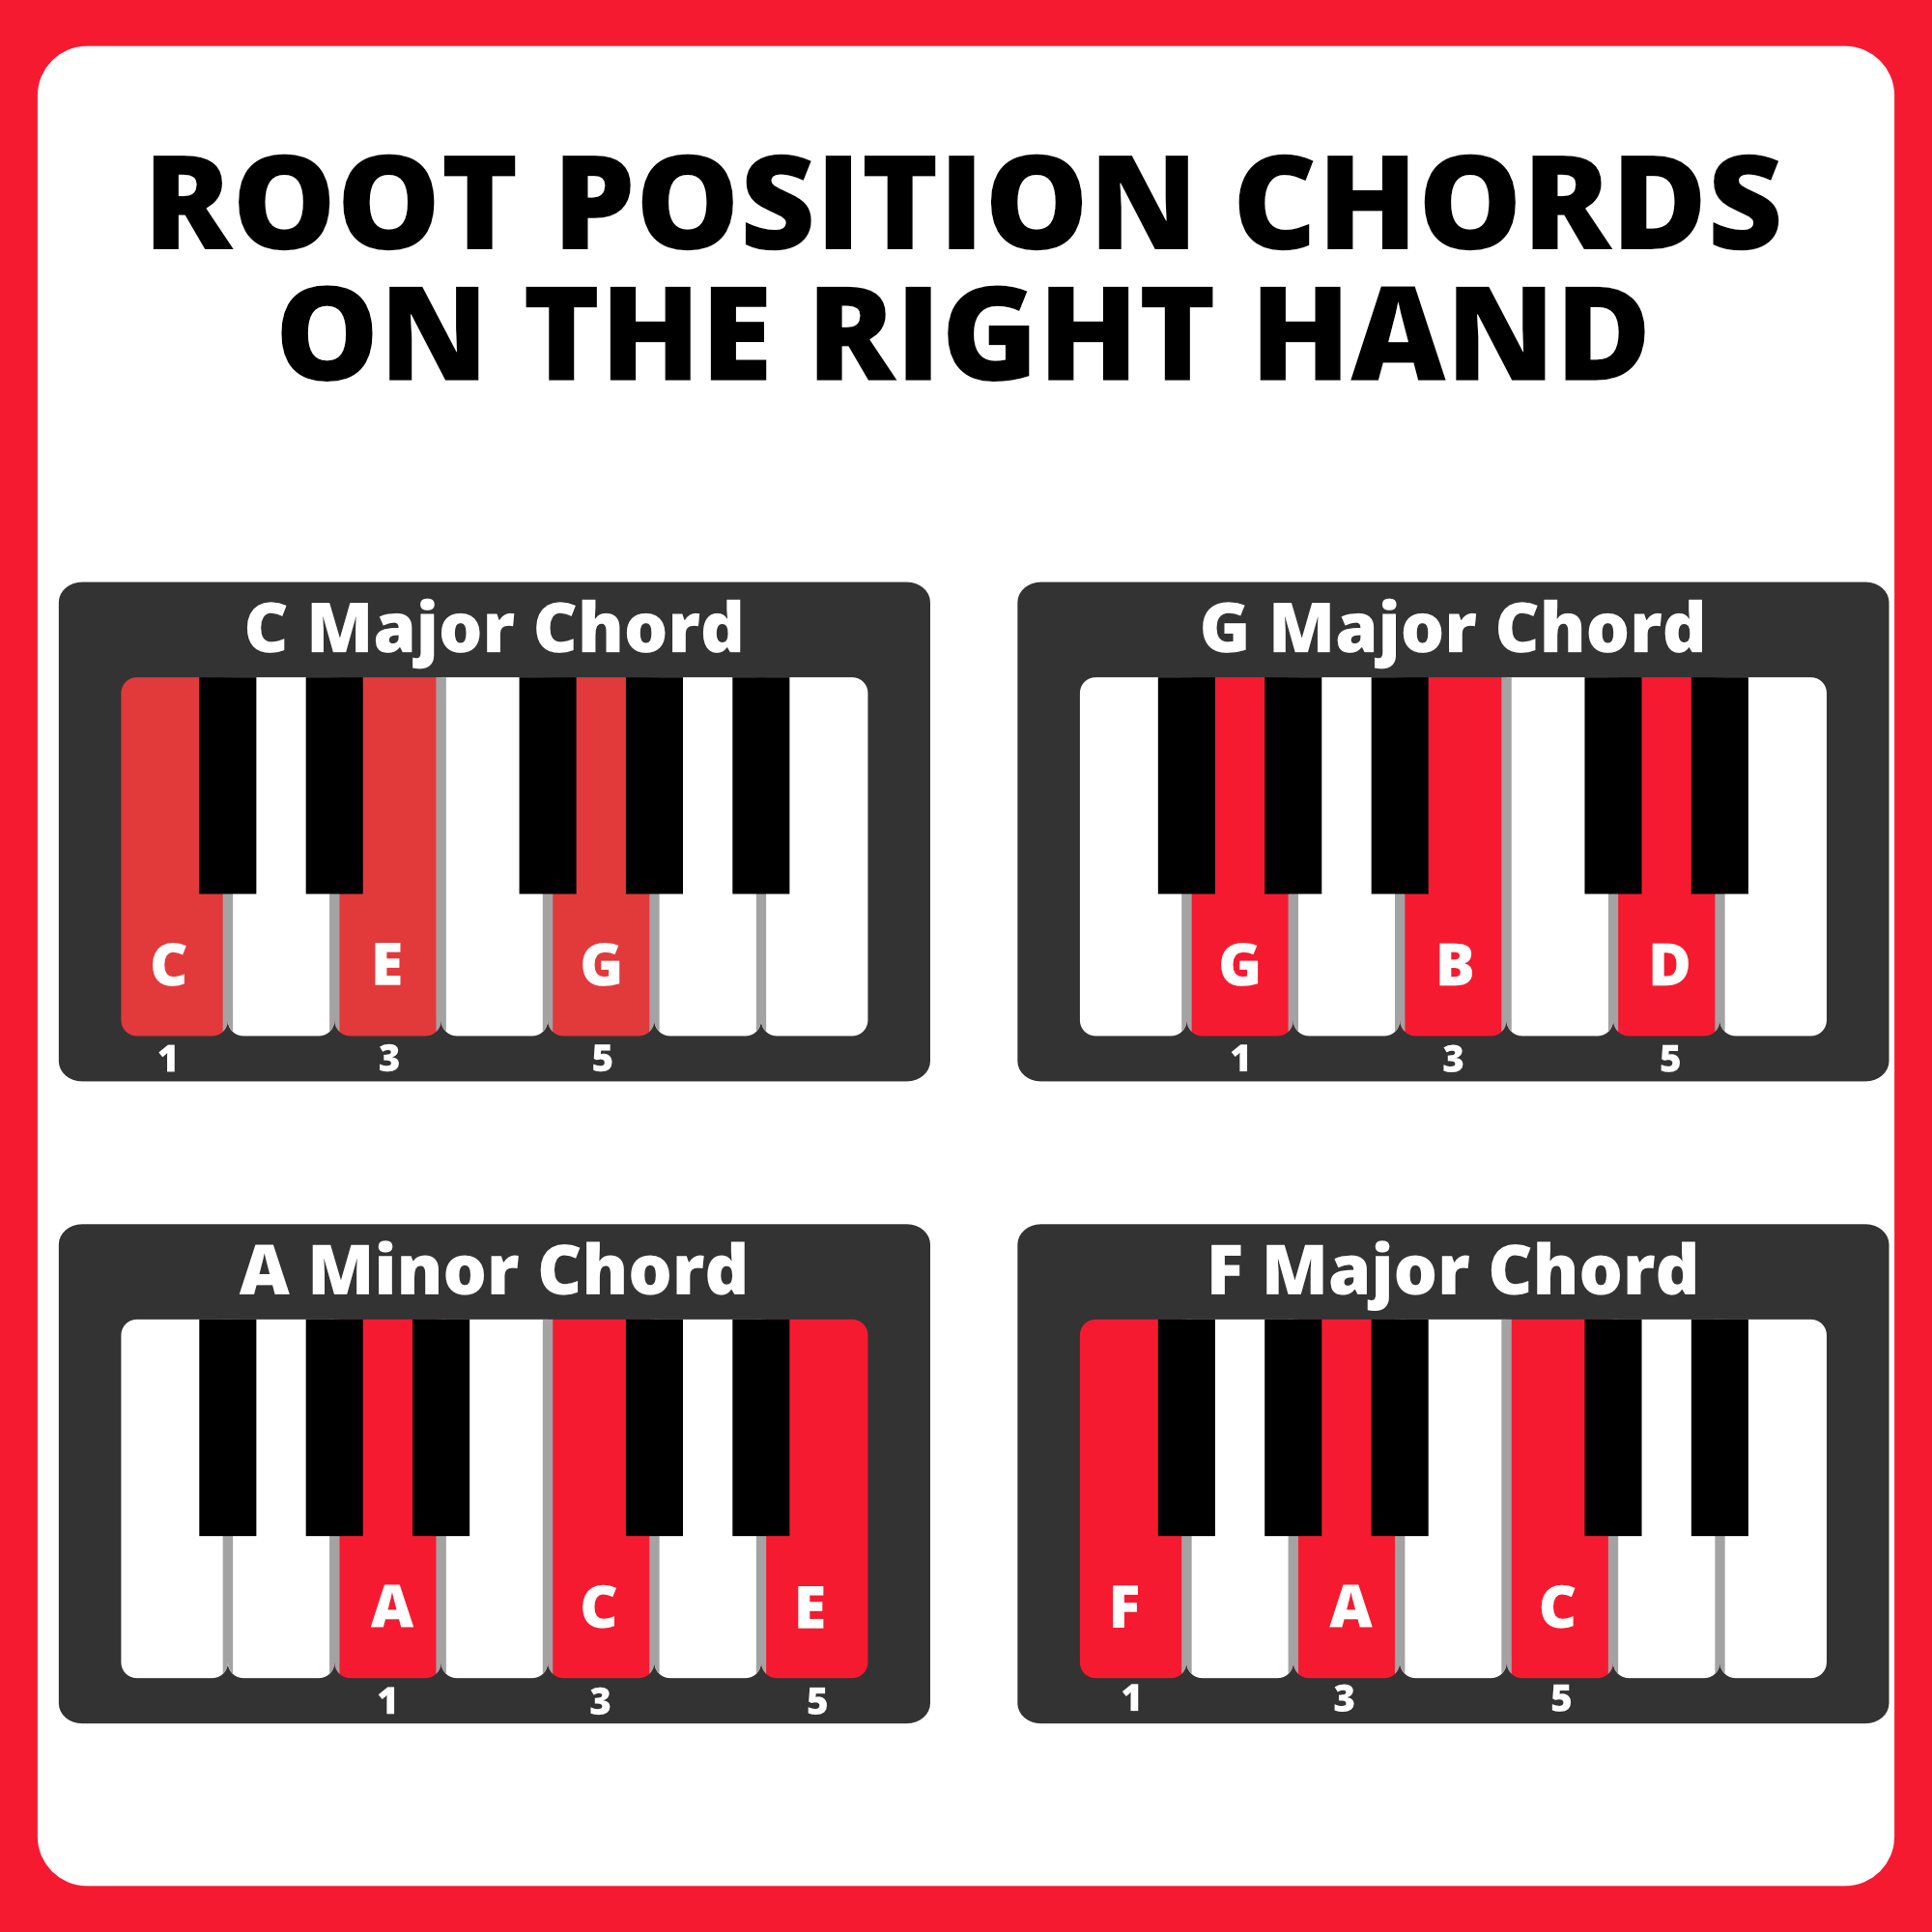 ROOT POSITION CHORDS
ON THE RIGHT HAND
C Major Chord
C E G
1 3 5
G Major Chord
G B D
1 3 5
A Minor Chord
A C E
1 3 5
F Major Chord
F A C
1 3 5